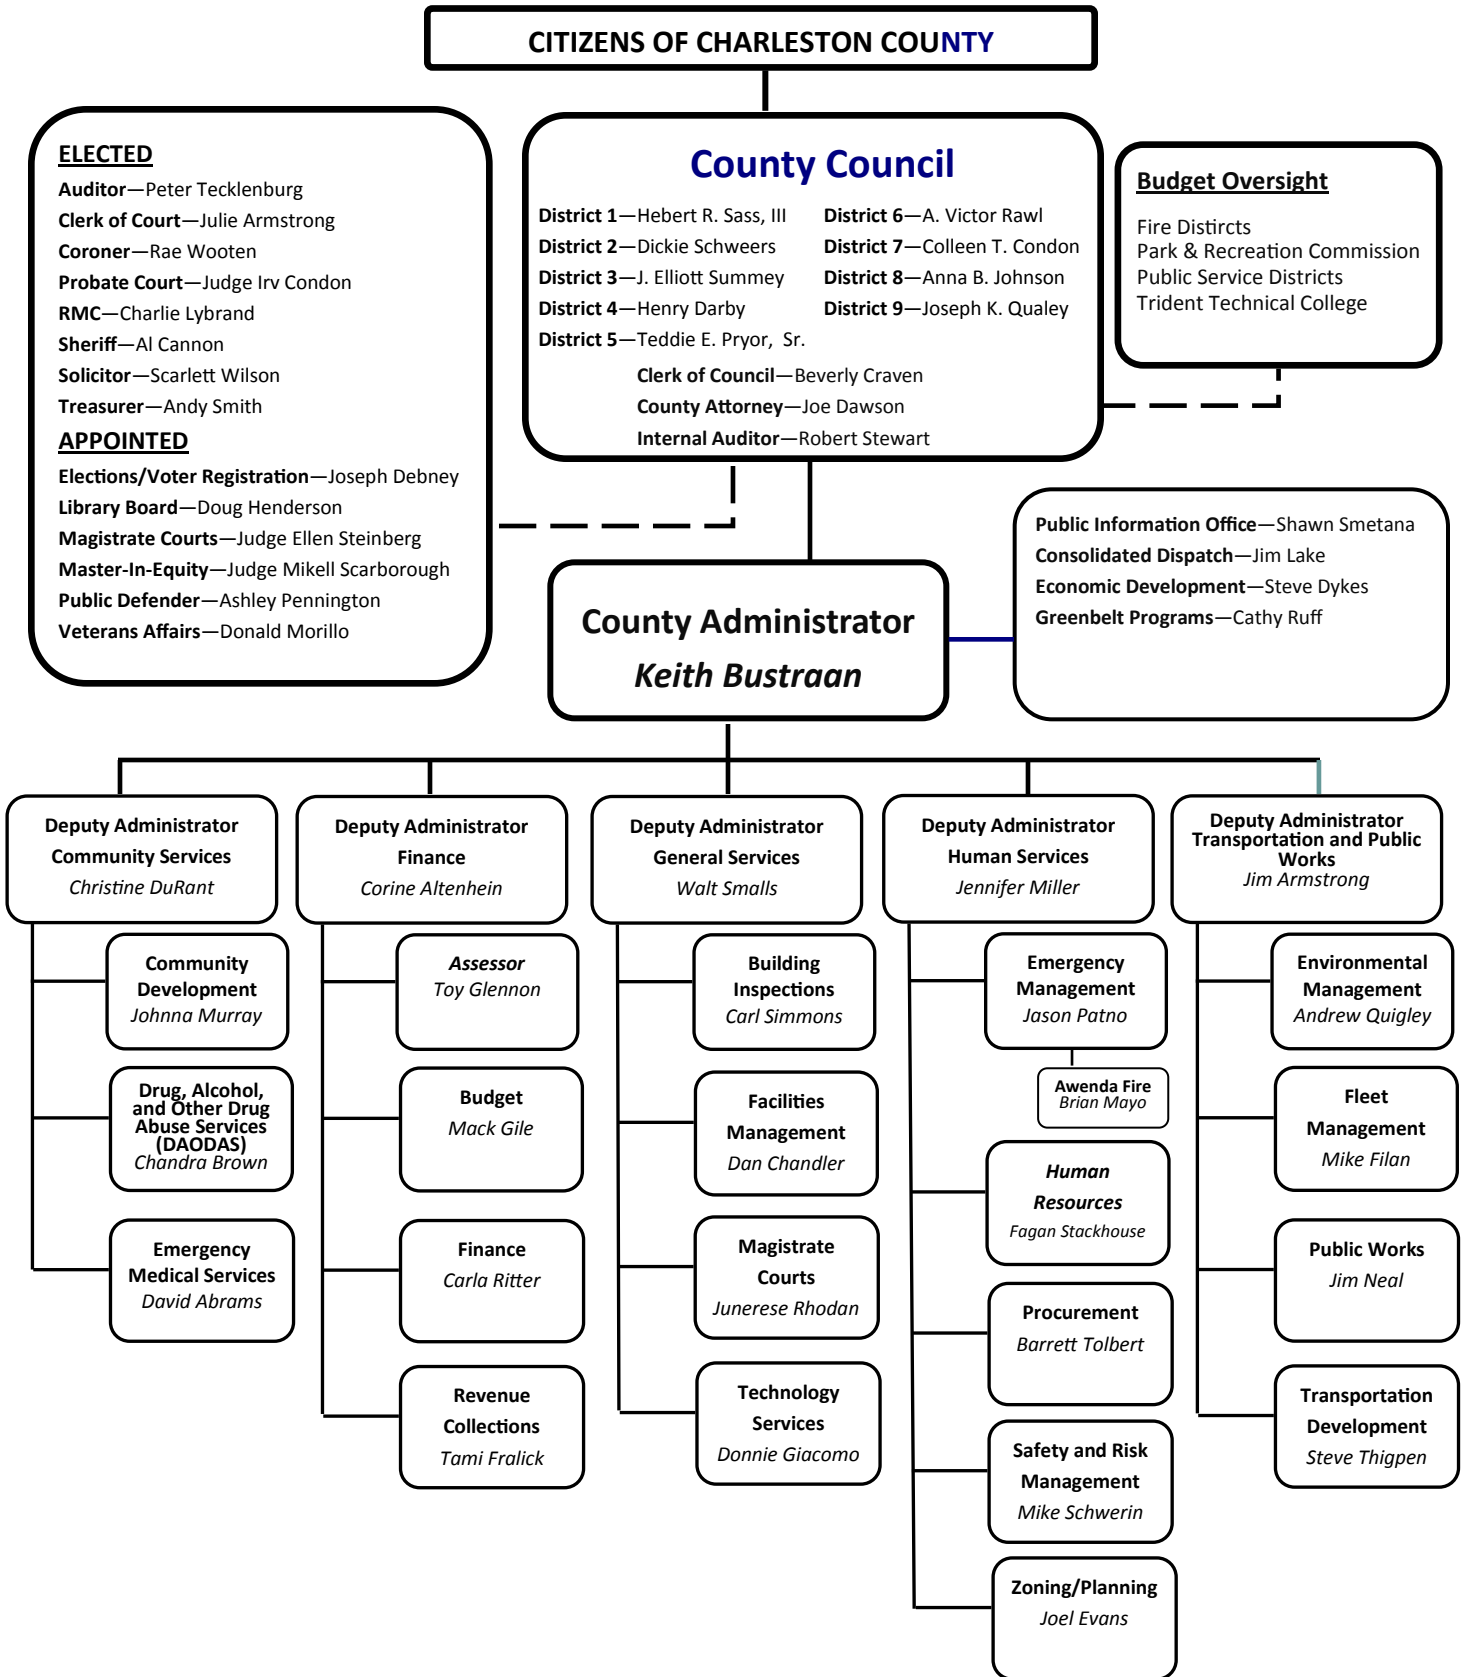 CITIZENS OF CHARLESTON COUNTY
ELECTED
Auditor—Peter Tecklenburg
Clerk of Court—Julie Armstrong
Coroner—Rae Wooten
Probate Court—Judge Irv Condon
RMC—Charlie Lybrand
Sheriff—Al Cannon
Solicitor—Scarlett Wilson
Treasurer—Andy Smith
APPOINTED
Elections/Voter Registration—Joseph Debney
Library Board—Doug Henderson
Magistrate Courts—Judge Ellen Steinberg
Master-In-Equity—Judge Mikell Scarborough
Public Defender—Ashley Pennington
Veterans Affairs—Donald Morillo
County Council
District 1—Hebert R. Sass, III
District 2—Dickie Schweers
District 3—J. Elliott Summey
District 4—Henry Darby
District 5—Teddie E. Pryor, Sr.
District 6—A. Victor Rawl
District 7—Colleen T. Condon
District 8—Anna B. Johnson
District 9—Joseph K. Qualey
Clerk of Council—Beverly Craven
County Attorney—Joe Dawson
Internal Auditor—Robert Stewart
Budget Oversight
Fire Distircts
Park & Recreation Commission
Public Service Districts
Trident Technical College
Public Information Office—Shawn Smetana
Consolidated Dispatch—Jim Lake
Economic Development—Steve Dykes
Greenbelt Programs—Cathy Ruff
County Administrator
Keith Bustraan
Deputy Administrator
Community Services
Christine DuRant
Community
Development
Johnna Murray
Drug, Alcohol,
and Other Drug
Abuse Services
(DAODAS)
Chandra Brown
Emergency
Medical Services
David Abrams
Deputy Administrator
Finance
Corine Altenhein
Assessor
Toy Glennon
Budget
Mack Gile
Finance
Carla Ritter
Revenue
Collections
Tami Fralick
Deputy Administrator
General Services
Walt Smalls
Building
Inspections
Carl Simmons
Facilities
Management
Dan Chandler
Magistrate
Courts
Junerese Rhodan
Technology
Services
Donnie Giacomo
Deputy Administrator
Human Services
Jennifer Miller
Emergency
Management
Jason Patno
Awenda Fire
Brian Mayo
Human
Resources
Fagan Stackhouse
Procurement
Barrett Tolbert
Safety and Risk
Management
Mike Schwerin
Zoning/Planning
Joel Evans
Deputy Administrator
Transportation and Public
Works
Jim Armstrong
Environmental
Management
Andrew Quigley
Fleet
Management
Mike Filan
Public Works
Jim Neal
Transportation
Development
Steve Thigpen